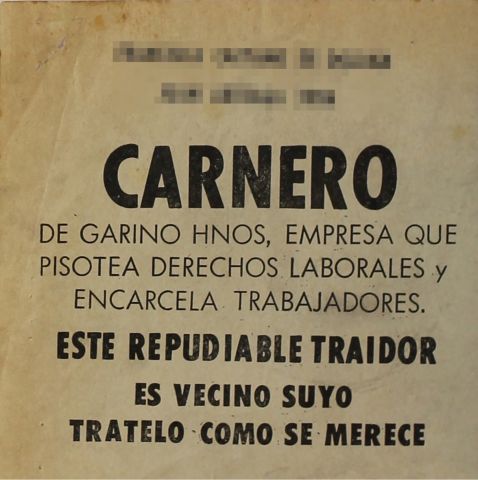 CARNERO
DE GARINO HNOS, EMPRESA QUE
PISOTEA DERECHOS LABORALES y
ENCARCELA TRABAJADORES.
ESTE REPUDIABLE TRAIDOR
ES VECINO SUYO
TRATELO COMO SE MERECE